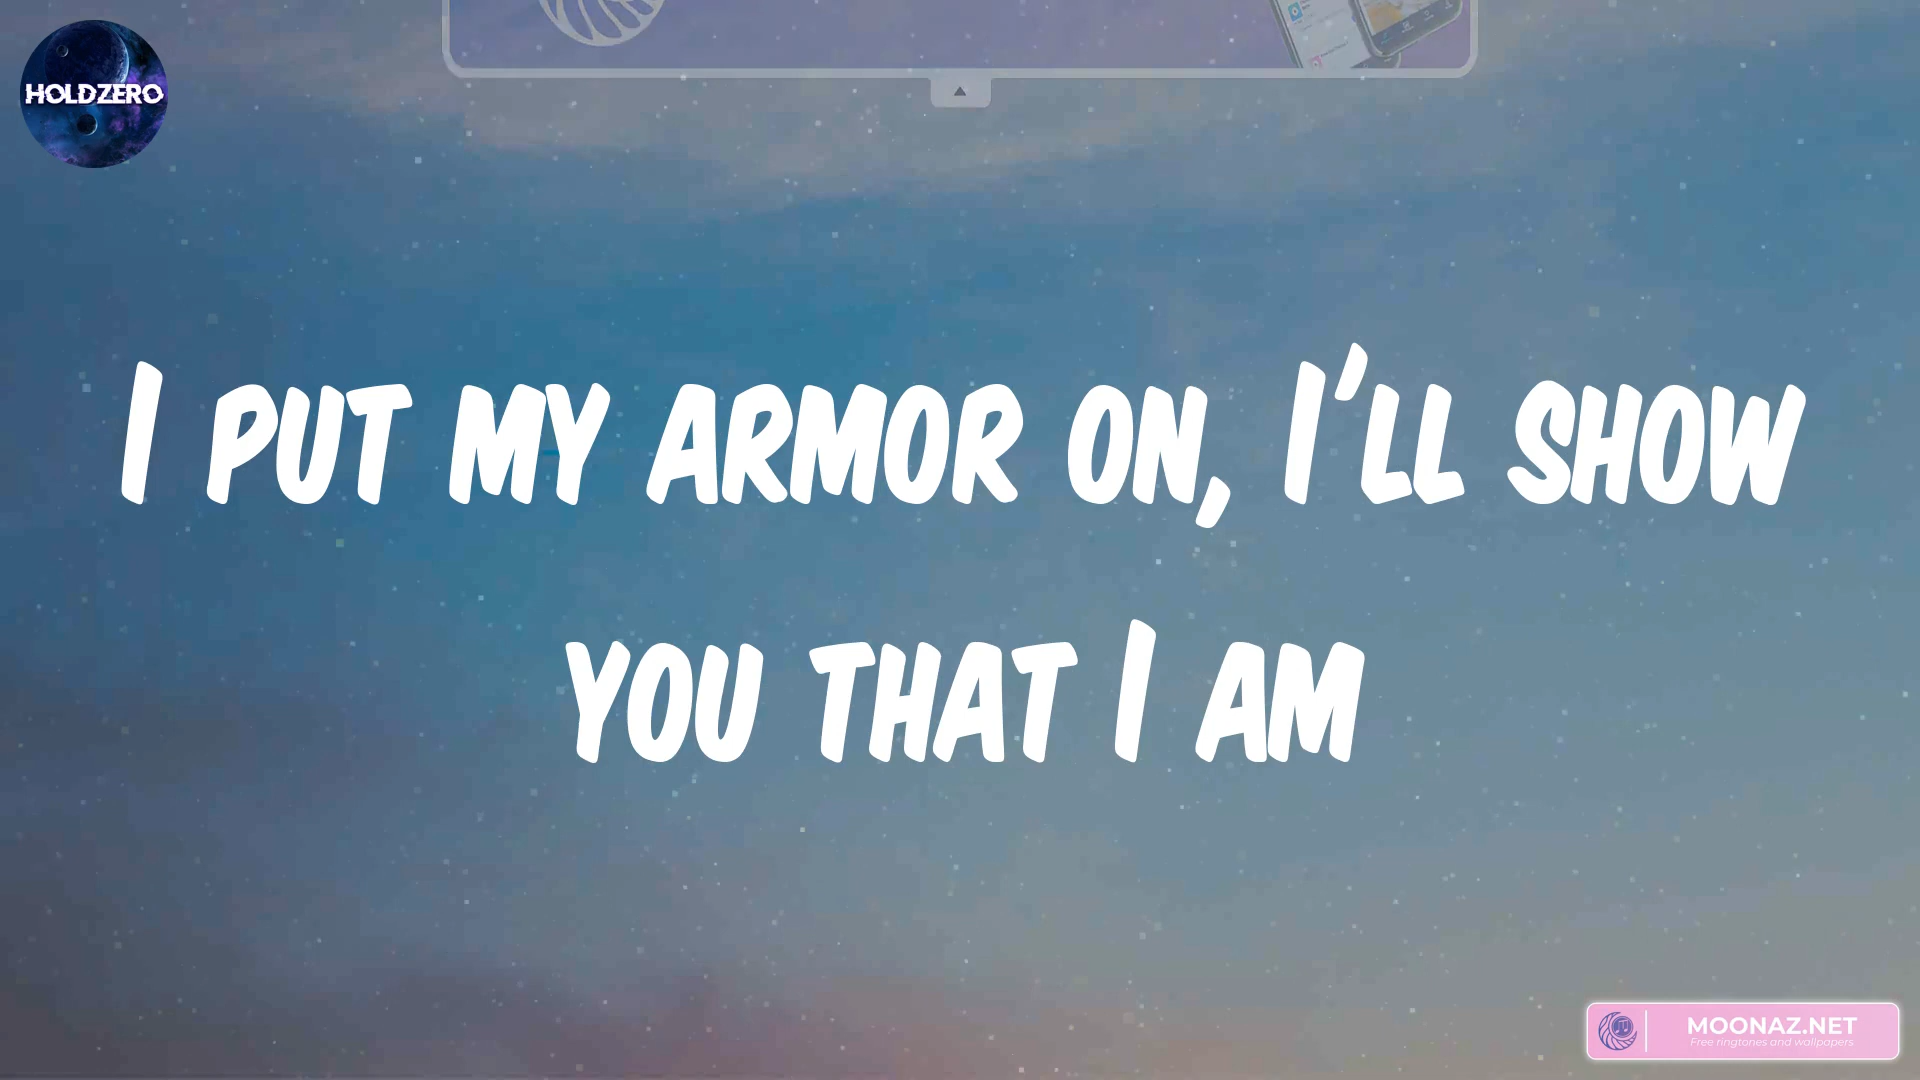 HOLDZERO
I PUT MY ARMOR ON, I'LL SHOW
YOU THAT I AM
MOONAZ.NET
Free ringtones and wallpapers